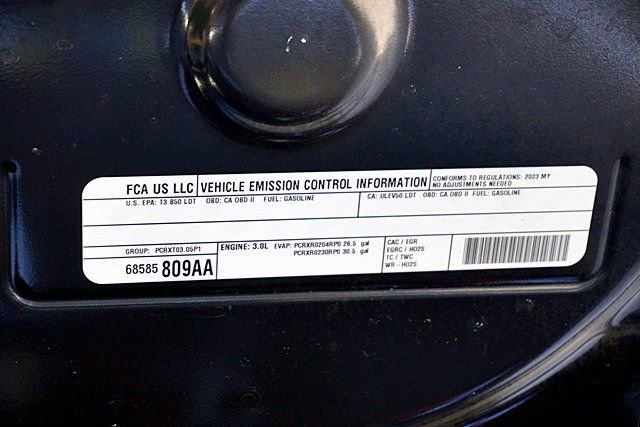 FCA US LLC VEHICLE EMISSION CONTROL INFORMATION
CONFORMS TO REGULATIONS: 2023 MY
NO ADJUSTMENTS NEEDED
U.S. EPA: T3 B50 LDT OBD: CA OBD II FUEL: GASOLINE
CA: ULEV50 LDT OBD: CA OBD II FUEL: GASOLINE
GROUP: PCRXT03.05P1
68585 809AA
ENGINE: 3.0L EVAP: PCRXR0204RP0 26.5 gal
PCRXR0230RP0 30.5 gal
CAC / EGR
EGRC / HO2S
TC / TWC
WR-HO2S